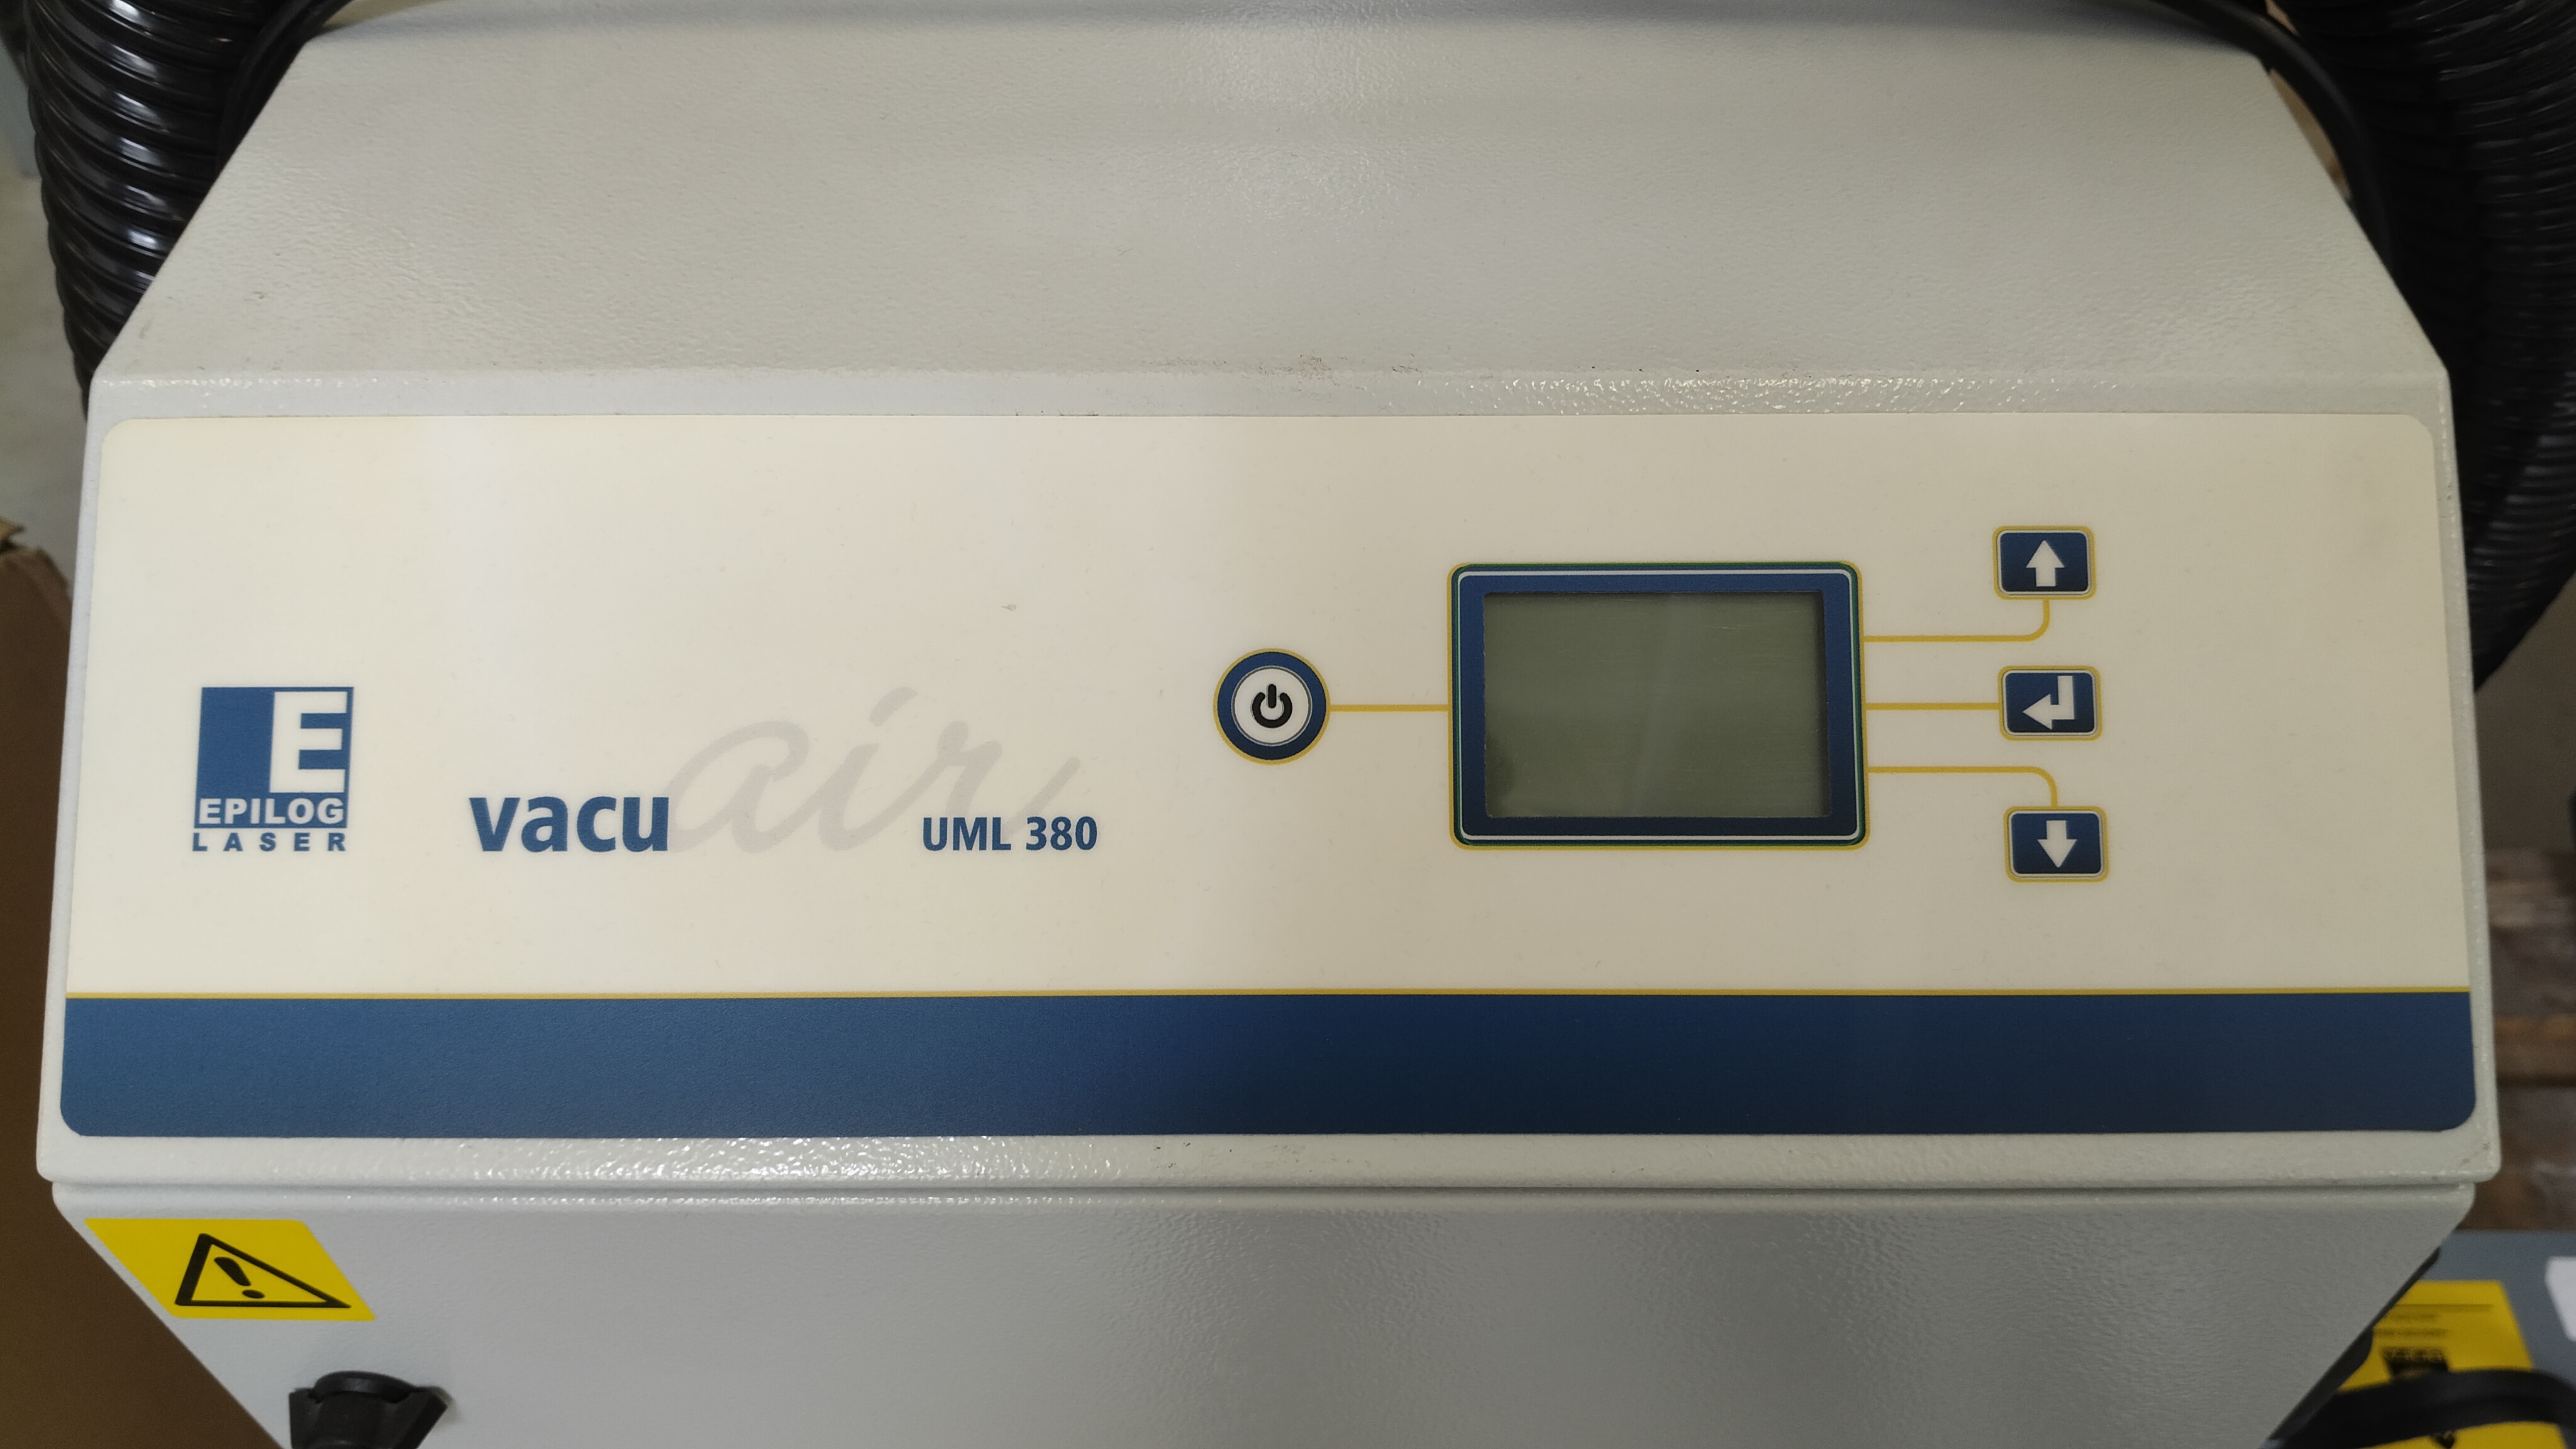 E
EPILOG
LASER
vacuair
UML 380